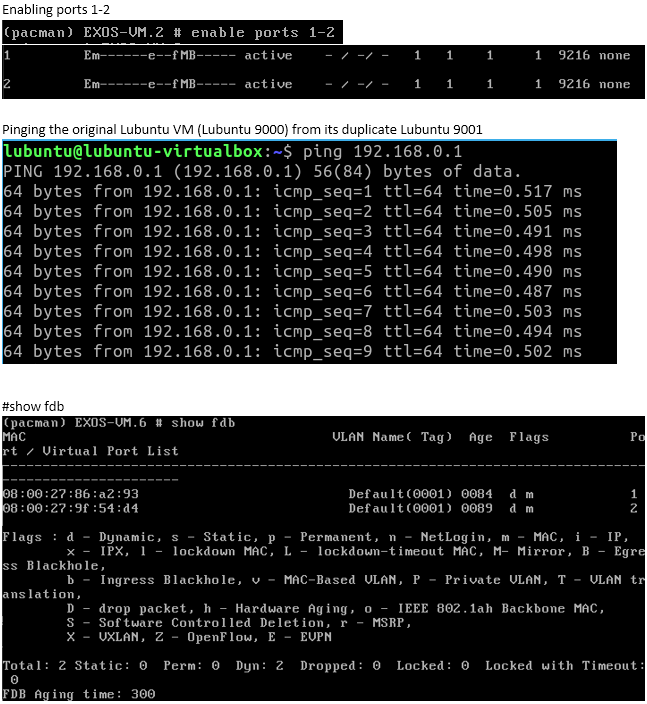 Enabling ports 1-2
(pacman) EXOS-VM.2 # enable ports 1-2
1 Em------e--fMB----- active - / -/ - 1 1 1 1 9216 none
2 Em------e--fMB----- active - / -/ - 1 1 1 1 9216 none
Pinging the original Lubuntu VM (Lubuntu 9000) from its duplicate Lubuntu 9001
lubuntu@lubuntu-virtualbox:~$ ping 192.168.0.1
PING 192.168.0.1 (192.168.0.1) 56(84) bytes of data.
64 bytes from 192.168.0.1: icmp_seq=1 ttl=64 time=0.517 ms
64 bytes from 192.168.0.1: icmp_seq=2 ttl=64 time=0.505 ms
64 bytes from 192.168.0.1: icmp_seq=3 ttl=64 time=0.491 ms
64 bytes from 192.168.0.1: icmp_seq=4 ttl=64 time=0.498 ms
64 bytes from 192.168.0.1: icmp_seq=5 ttl=64 time=0.490 ms
64 bytes from 192.168.0.1: icmp_seq=6 ttl=64 time=0.487 ms
64 bytes from 192.168.0.1: icmp_seq=7 ttl=64 time=0.503 ms
64 bytes from 192.168.0.1: icmp_seq=8 ttl=64 time=0.494 ms
64 bytes from 192.168.0.1: icmp_seq=9 ttl=64 time=0.502 ms
#show fdb
(pacman) EXOS-VM.6 # show fdb
MAC VLAN Name( Tag) Age Flags Po
rt / Virtual Port List
--------------------------------------------------------------------------------
----------------------
08:00:27:86:a2:93 Default(0001) 0084 d m 1
08:00:27:9f:54:d4 Default(0001) 0089 d m 2
Flags : d - Dynamic, s - Static, p - Permanent, n - NetLogin, m - MAC, i - IP,
x - IPX, l - lockdown MAC, L - lockdown-timeout MAC, M- Mirror, B - Egre
ss Blackhole,
b - Ingress Blackhole, v - MAC-Based VLAN, P - Private VLAN, T - VLAN tr
anslation,
D - drop packet, h - Hardware Aging, o - IEEE 802.1ah Backbone MAC,
S - Software Controlled Deletion, r - MSRP,
X - VXLAN, Z - OpenFlow, E - EVPN
Total: 2 Static: 0 Perm: 0 Dyn: 2 Dropped: 0 Locked: 0 Locked with Timeout:
0
FDB Aging time: 300